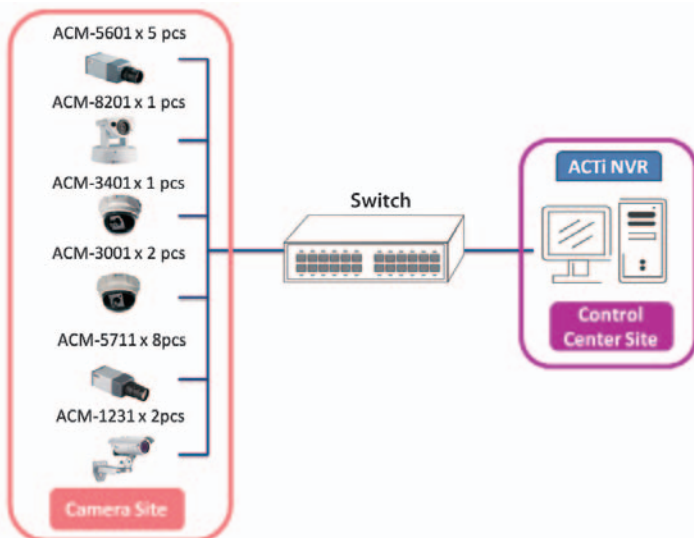 ACM-5601 x 5 pcs
ACM-8201 x 1 pcs
ACM-3401 x 1 pcs
ACM-3001 x 2 pcs
ACM-5711 x 8pcs
ACM-1231 x 2pcs
Camera Site
Switch
ACTi NVR
Control
Center Site